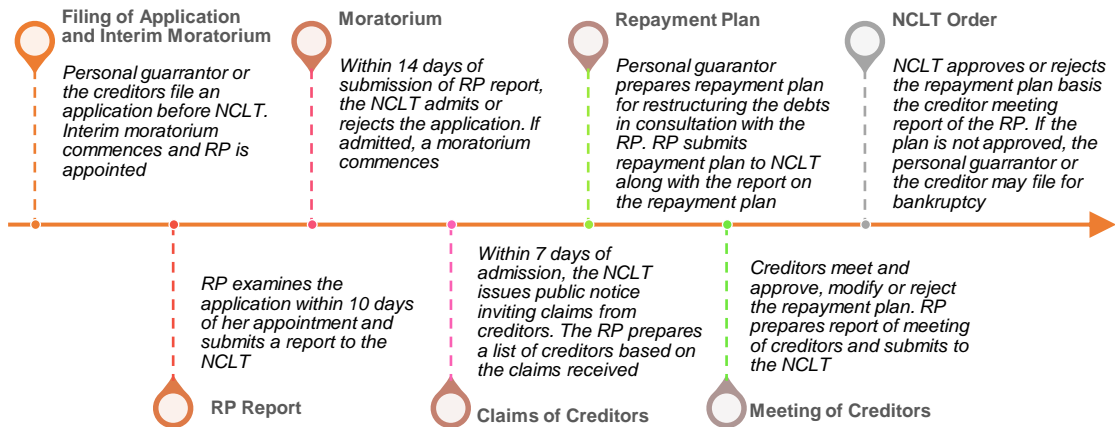 Filing of Application
and Interim Moratorium
Personal guarrantor or
the creditors file an
application before NCLT.
Interim moratorium
commences and RP is
appointed
RP examines the
application within 10 days
of her appointment and
submits a report to the
NCLT
RP Report
Moratorium
Within 14 days of
submission of RP report,
the NCLT admits or
rejects the application. If
admitted, a moratorium
commences
Within 7 days of
admission, the NCLT
issues public notice
inviting claims from
creditors. The RP prepares
a list of creditors based on
the claims received
Claims of Creditors
Repayment Plan
Personal guarantor
prepares repayment plan
for restructuring the debts
in consultation with the
RP. RP submits
repayment plan to NCLT
along with the report on
the repayment plan
Creditors meet and
approve, modify or reject
the repayment plan. RP
prepares report of meeting
of creditors and submits to
the NCLT
Meeting of Creditors
NCLT Order
NCLT approves or rejects
the repayment plan basis
the creditor meeting
report of the RP. If the
plan is not approved, the
personal guarrantor or
the creditor may file for
bankruptcy